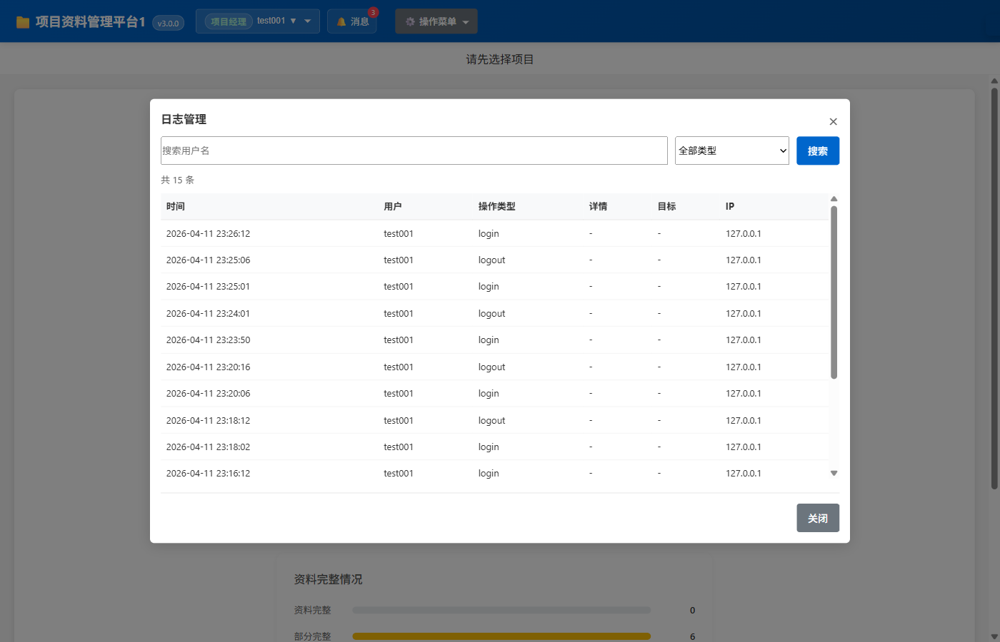 项目资料管理平台1 v3.0.0 项目经理 test001 ▼ 消息 3 操作菜单
请先选择项目
日志管理 ×
搜索用户名 全部类型 搜索
共 15 条
时间 用户 操作类型 详情 目标 IP
2026-04-11 23:26:12 test001 login - - 127.0.0.1
2026-04-11 23:25:06 test001 logout - - 127.0.0.1
2026-04-11 23:25:01 test001 login - - 127.0.0.1
2026-04-11 23:24:01 test001 logout - - 127.0.0.1
2026-04-11 23:23:50 test001 login - - 127.0.0.1
2026-04-11 23:20:16 test001 logout - - 127.0.0.1
2026-04-11 23:20:06 test001 login - - 127.0.0.1
2026-04-11 23:18:12 test001 logout - - 127.0.0.1
2026-04-11 23:18:02 test001 login - - 127.0.0.1
2026-04-11 23:16:12 test001 login - - 127.0.0.1
关闭
资料完整情况
资料完整 0
部分完整 6